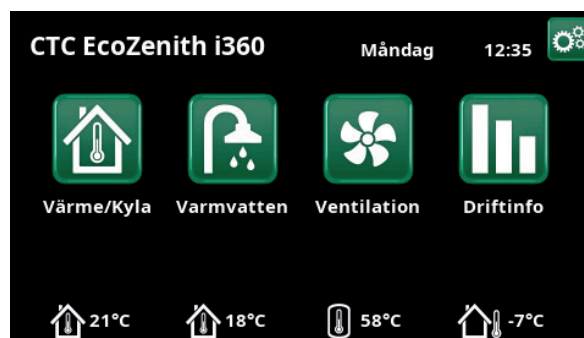 CTC EcoZenith i360 Måndag 12:35
Värme/Kyla Varmvatten Ventilation Driftinfo
21°C 18°C 58°C -7°C